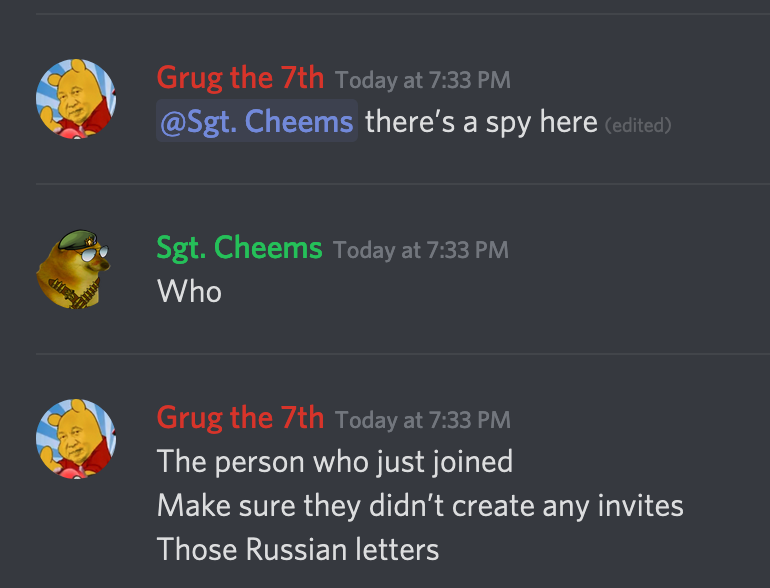 Grug the 7th Today at 7:33 PM
@Sgt. Cheems there’s a spy here (edited)
Sgt. Cheems Today at 7:33 PM
Who
Grug the 7th Today at 7:33 PM
The person who just joined
Make sure they didn’t create any invites
Those Russian letters